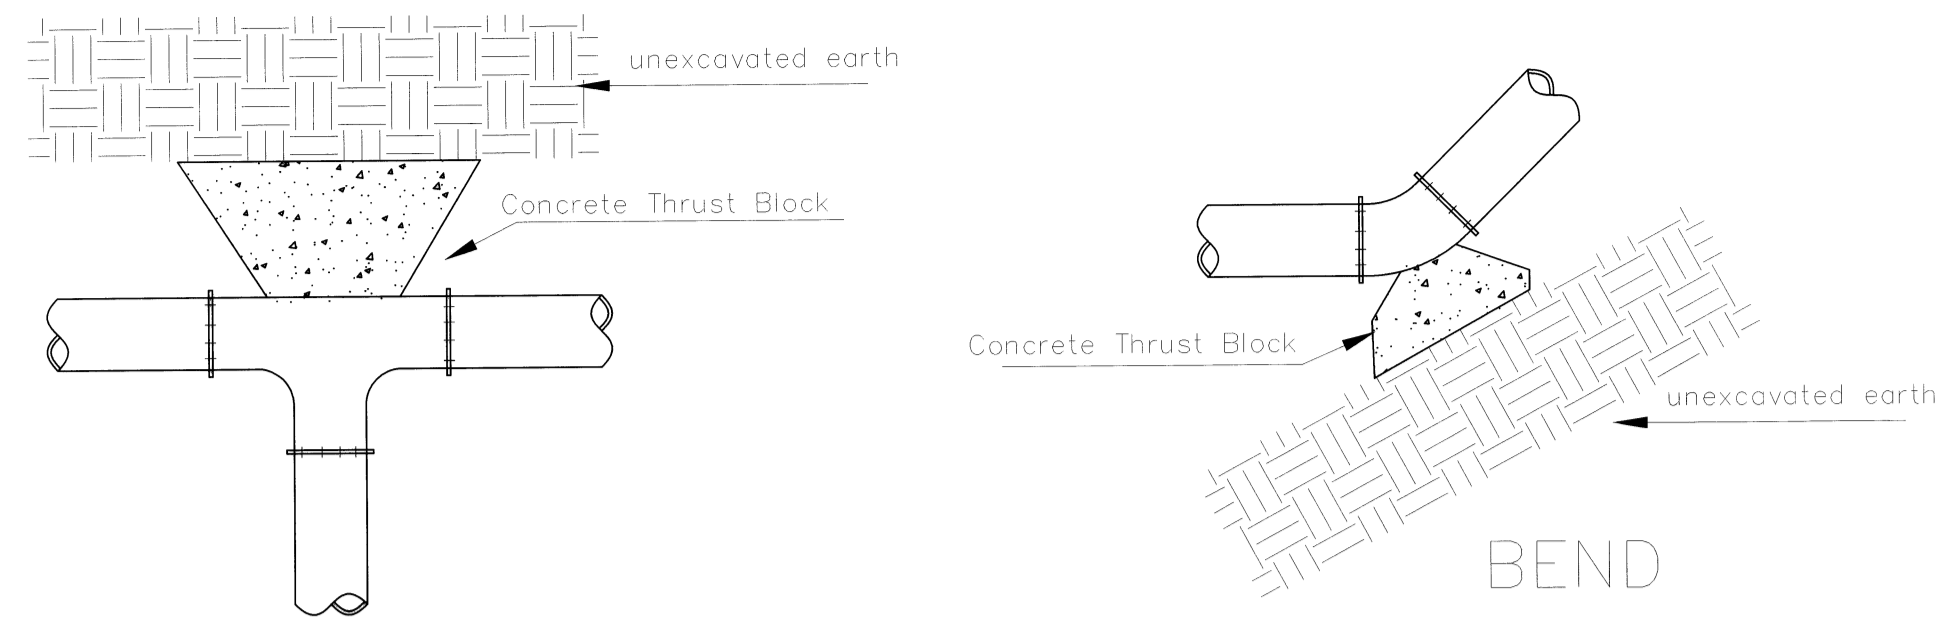 unexcavated earth
Concrete Thrust Block
Concrete Thrust Block
unexcavated earth
BEND